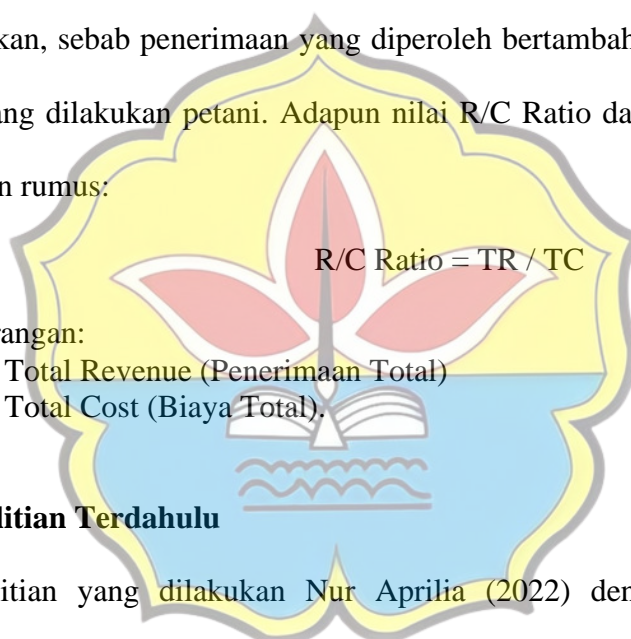 kan, sebab penerimaan yang diperoleh bertambah
ang dilakukan petani. Adapun nilai R/C Ratio da
n rumus:
R/C Ratio = TR / TC
rangan:
Total Revenue (Penerimaan Total)
Total Cost (Biaya Total).
litian Terdahulu
itian yang dilakukan Nur Aprilia (2022) den